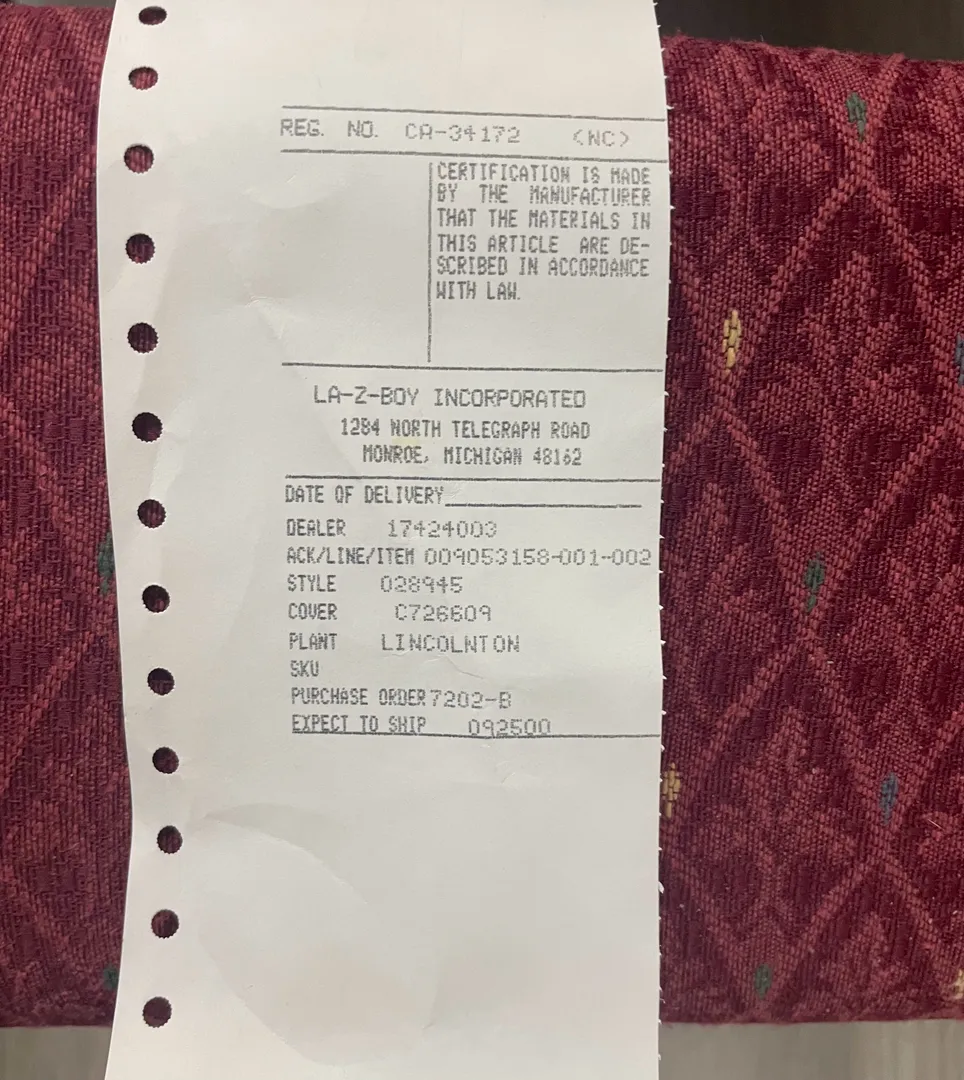 REG. NO. CA-34172 <NC>
CERTIFICATION IS MADE
BY THE MANUFACTURER
THAT THE MATERIALS IN
THIS ARTICLE ARE DE-
SCRIBED IN ACCORDANCE
WITH LAW.
LA-Z-BOY INCORPORATED
1284 NORTH TELEGRAPH ROAD
MONROE, MICHIGAN 48162
DATE OF DELIVERY
DEALER 17424003
ACK/LINE/ITEM 009053158-001-002
STYLE 028945
COVER C726609
PLANT LINCOLNTON
SKU
PURCHASE ORDER 7202-B
EXPECT TO SHIP 092500